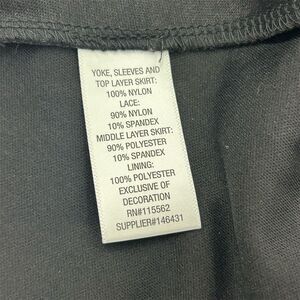 YOKE, SLEEVES AND
TOP LAYER SKIRT:
100% NYLON
LACE:
90% NYLON
10% SPANDEX
MIDDLE LAYER SKIRT:
90% POLYESTER
10% SPANDEX
LINING:
100% POLYESTER
EXCLUSIVE OF
DECORATION
RN#115562
SUPPLIER#146431